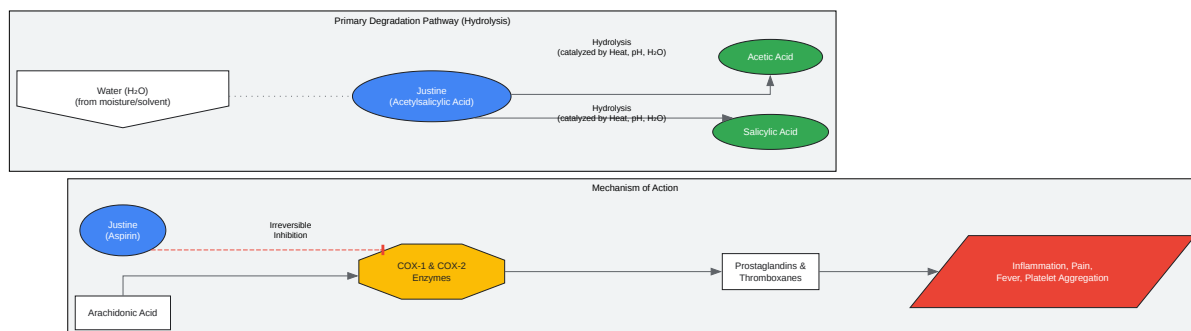 Primary Degradation Pathway (Hydrolysis)
Water (H₂O)
(from moisture/solvent)
Justine
(Acetylsalicylic Acid)
Hydrolysis
(catalyzed by Heat, pH, H₂O)
Acetic Acid
Hydrolysis
(catalyzed by Heat, pH, H₂O)
Salicylic Acid
Mechanism of Action
Justine
(Aspirin)
Irreversible
Inhibition
Arachidonic Acid
COX-1 & COX-2
Enzymes
Prostaglandins &
Thromboxanes
Inflammation, Pain,
Fever, Platelet Aggregation